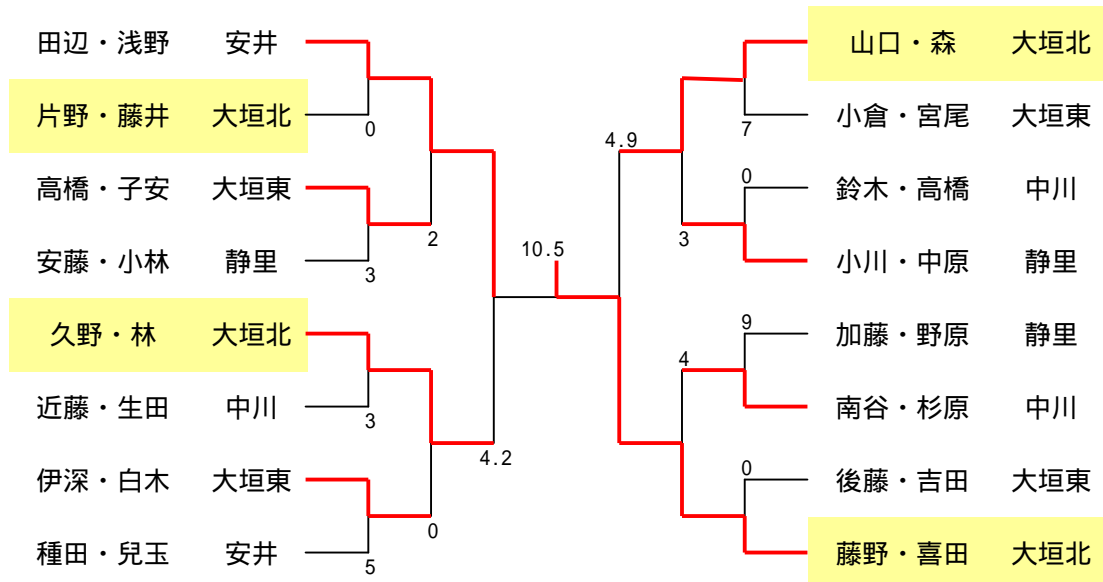 田辺・浅野 安井
片野・藤井 大垣北
0
高橋・子安 大垣東
2
安藤・小林 静里
3
久野・林 大垣北
近藤・生田 中川
3
4.2
伊深・白木 大垣東
0
種田・兒玉 安井
5
10.5
山口・森 大垣北
小倉・宮尾 大垣東
7
4.9
0
鈴木・高橋 中川
3
小川・中原 静里
9
加藤・野原 静里
4
南谷・杉原 中川
0
後藤・吉田 大垣東
藤野・喜田 大垣北